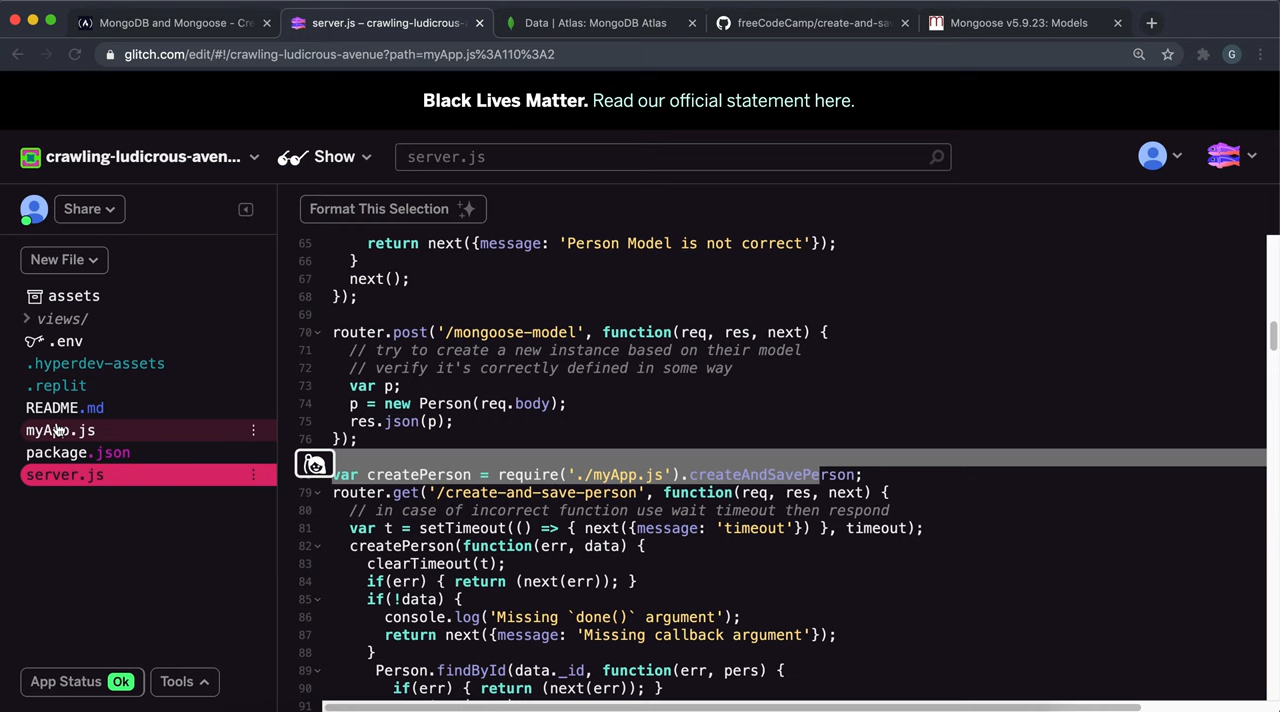 MongoDB and Mongoose - Cre
server.js – crawling-ludicrous-
Data | Atlas: MongoDB Atlas
freeCodeCamp/create-and-sav
Mongoose v5.9.23: Models
glitch.com/edit/#!/crawling-ludicrous-avenue?path=myApp.js%3A110%3A2
G
Black Lives Matter. Read our official statement here.
crawling-ludicrous-aven...
Show
server.js
Share
Format This Selection
New File
assets
views/
.env
.hyperdev-assets
.replit
README.md
myApp.js
package.json
server.js
App Status Ok
Tools
65 return next({message: 'Person Model is not correct'});
66 }
67 next();
68 });
69
70 router.post('/mongoose-model', function(req, res, next) {
71 // try to create a new instance based on their model
72 // verify it's correctly defined in some way
73 var p;
74 p = new Person(req.body);
75 res.json(p);
76 });
var createPerson = require('./myApp.js').createAndSavePerson;
79 router.get('/create-and-save-person', function(req, res, next) {
80 // in case of incorrect function use wait timeout then respond
81 var t = setTimeout(() => { next({message: 'timeout'}) }, timeout);
82 createPerson(function(err, data) {
83 clearTimeout(t);
84 if(err) { return (next(err)); }
85 if(!data) {
86 console.log('Missing `done()` argument');
87 return next({message: 'Missing callback argument'});
88 }
89 Person.findById(data._id, function(err, pers) {
90 if(err) { return (next(err)); }
91